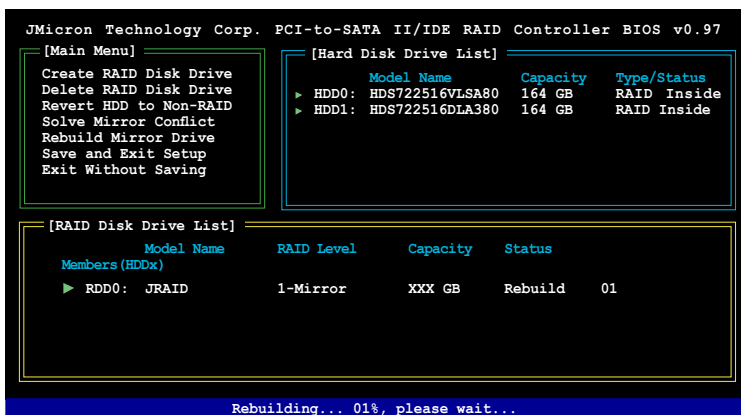 JMicron Technology Corp. PCI-to-SATA II/IDE RAID Controller BIOS v0.97
[Main Menu]
Create RAID Disk Drive
Delete RAID Disk Drive
Revert HDD to Non-RAID
Solve Mirror Conflict
Rebuild Mirror Drive
Save and Exit Setup
Exit Without Saving
[Hard Disk Drive List]
Model Name Capacity Type/Status
HDD0: HDS722516VLSA80 164 GB RAID Inside
HDD1: HDS722516DLA380 164 GB RAID Inside
[RAID Disk Drive List]
Model Name RAID Level Capacity Status
Members(HDDx)
RDD0: JRAID 1-Mirror XXX GB Rebuild 01
Rebuilding... 01%, please wait...